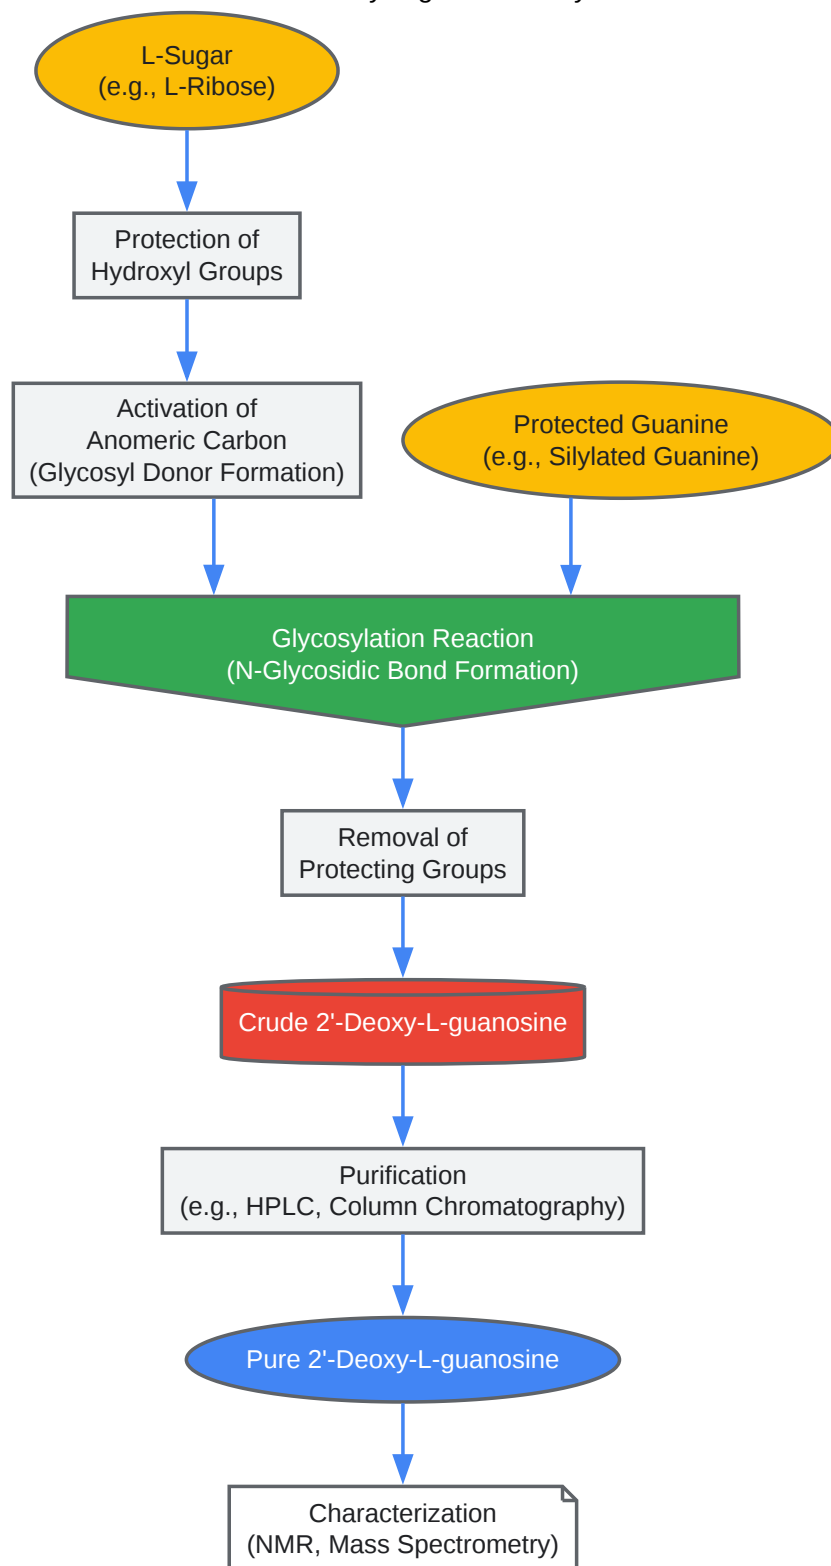 L-Sugar
(e.g., L-Ribose)
Protection of
Hydroxyl Groups
Activation of
Anomeric Carbon
(Glycosyl Donor Formation)
Protected Guanine
(e.g., Silylated Guanine)
Glycosylation Reaction
(N-Glycosidic Bond Formation)
Removal of
Protecting Groups
Crude 2'-Deoxy-L-guanosine
Purification
(e.g., HPLC, Column Chromatography)
Pure 2'-Deoxy-L-guanosine
Characterization
(NMR, Mass Spectrometry)